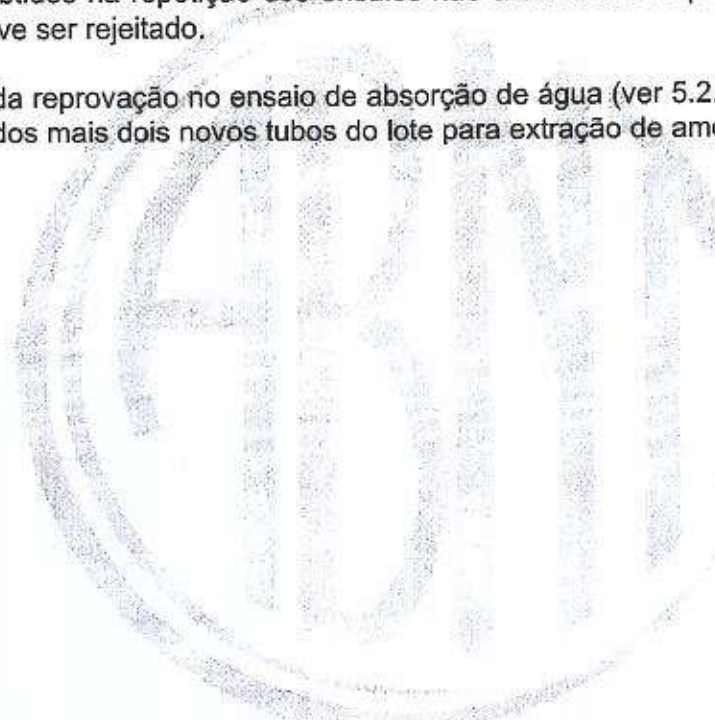 ve ser rejeitado.
da reprovação no ensaio de absorção de água (ver 5.2.
dos mais dois novos tubos do lote para extração de am
ABNT